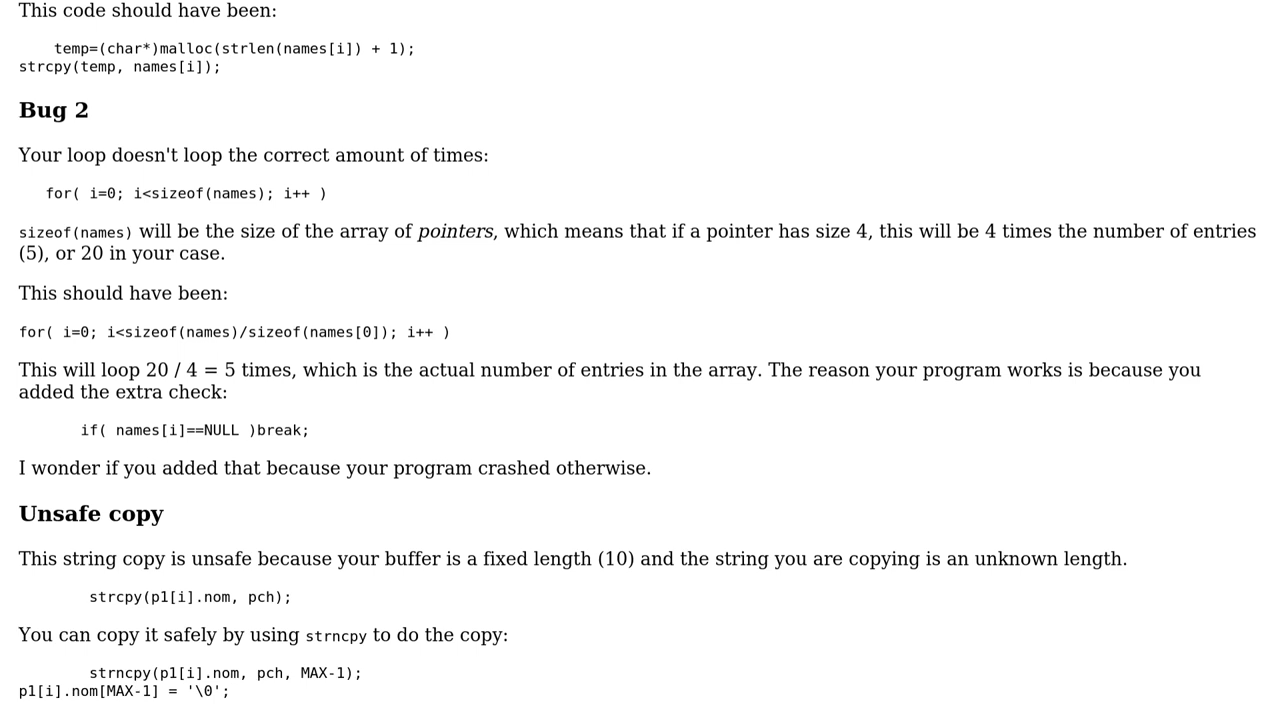 This code should have been:
temp=(char*)malloc(strlen(names[i]) + 1);
strcpy(temp, names[i]);
Bug 2
Your loop doesn't loop the correct amount of times:
for( i=0; i<sizeof(names); i++ )
sizeof(names) will be the size of the array of pointers, which means that if a pointer has size 4, this will be 4 times the number of entries
(5), or 20 in your case.
This should have been:
for( i=0; i<sizeof(names)/sizeof(names[0]); i++ )
This will loop 20 / 4 = 5 times, which is the actual number of entries in the array. The reason your program works is because you
added the extra check:
if( names[i]==NULL )break;
I wonder if you added that because your program crashed otherwise.
Unsafe copy
This string copy is unsafe because your buffer is a fixed length (10) and the string you are copying is an unknown length.
strcpy(p1[i].nom, pch);
You can copy it safely by using strncpy to do the copy:
strncpy(p1[i].nom, pch, MAX-1);
p1[i].nom[MAX-1] = '\0';